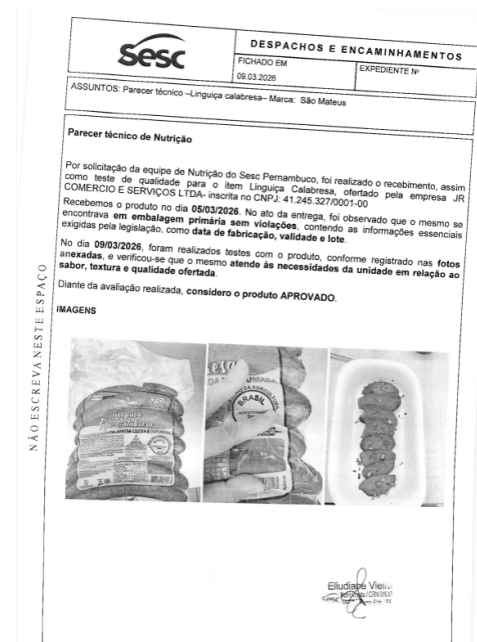 Sesc
DESPACHOS E ENCAMINHAMENTOS
FICHADO EM
09.03.2026
EXPEDIENTE Nº
ASSUNTOS: Parecer técnico –Linguiça calabresa– Marca: São Mateus
Parecer técnico de Nutrição
Por solicitação da equipe de Nutrição do Sesc Pernambuco, foi realizado o recebimento, assim
como teste de qualidade para o item Linguiça Calabresa, ofertado pela empresa JR
COMERCIO E SERVIÇOS LTDA- inscrita no CNPJ: 41.245.327/0001-00
Recebemos o produto no dia 05/03/2026. No ato da entrega, foi observado que o mesmo se
encontrava em embalagem primária sem violações, contendo as informações essenciais
exigidas pela legislação, como data de fabricação, validade e lote.
No dia 09/03/2026, foram realizados testes com o produto, conforme registrado nas fotos
anexadas, e verificou-se que o mesmo atende às necessidades da unidade em relação ao
sabor, textura e qualidade ofertada.
Diante da avaliação realizada, considero o produto APROVADO.
IMAGENS
NÃO ESCREVA NESTE ESPAÇO
BRASIL
Elludiane Vieira